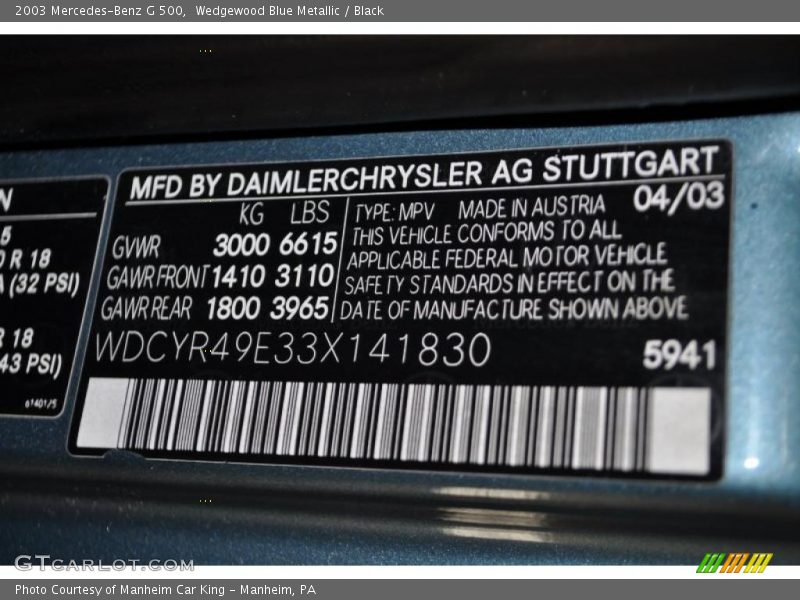 2003 Mercedes-Benz G 500, Wedgewood Blue Metallic / Black
MFD BY DAIMLERCHRYSLER AG STUTTGART
KG LBS
GVWR 3000 6615
GAWR FRONT 1410 3110
GAWR REAR 1800 3965
TYPE: MPV MADE IN AUSTRIA 04/03
THIS VEHICLE CONFORMS TO ALL
APPLICABLE FEDERAL MOTOR VEHICLE
SAFETY STANDARDS IN EFFECT ON THE
DATE OF MANUFACTURE SHOWN ABOVE
WDCYR49E33X141830
5941
N
5
R 18
(32 PSI)
R 18
43 PSI)
GTCARLOT.COM
Photo Courtesy of Manheim Car King - Manheim, PA